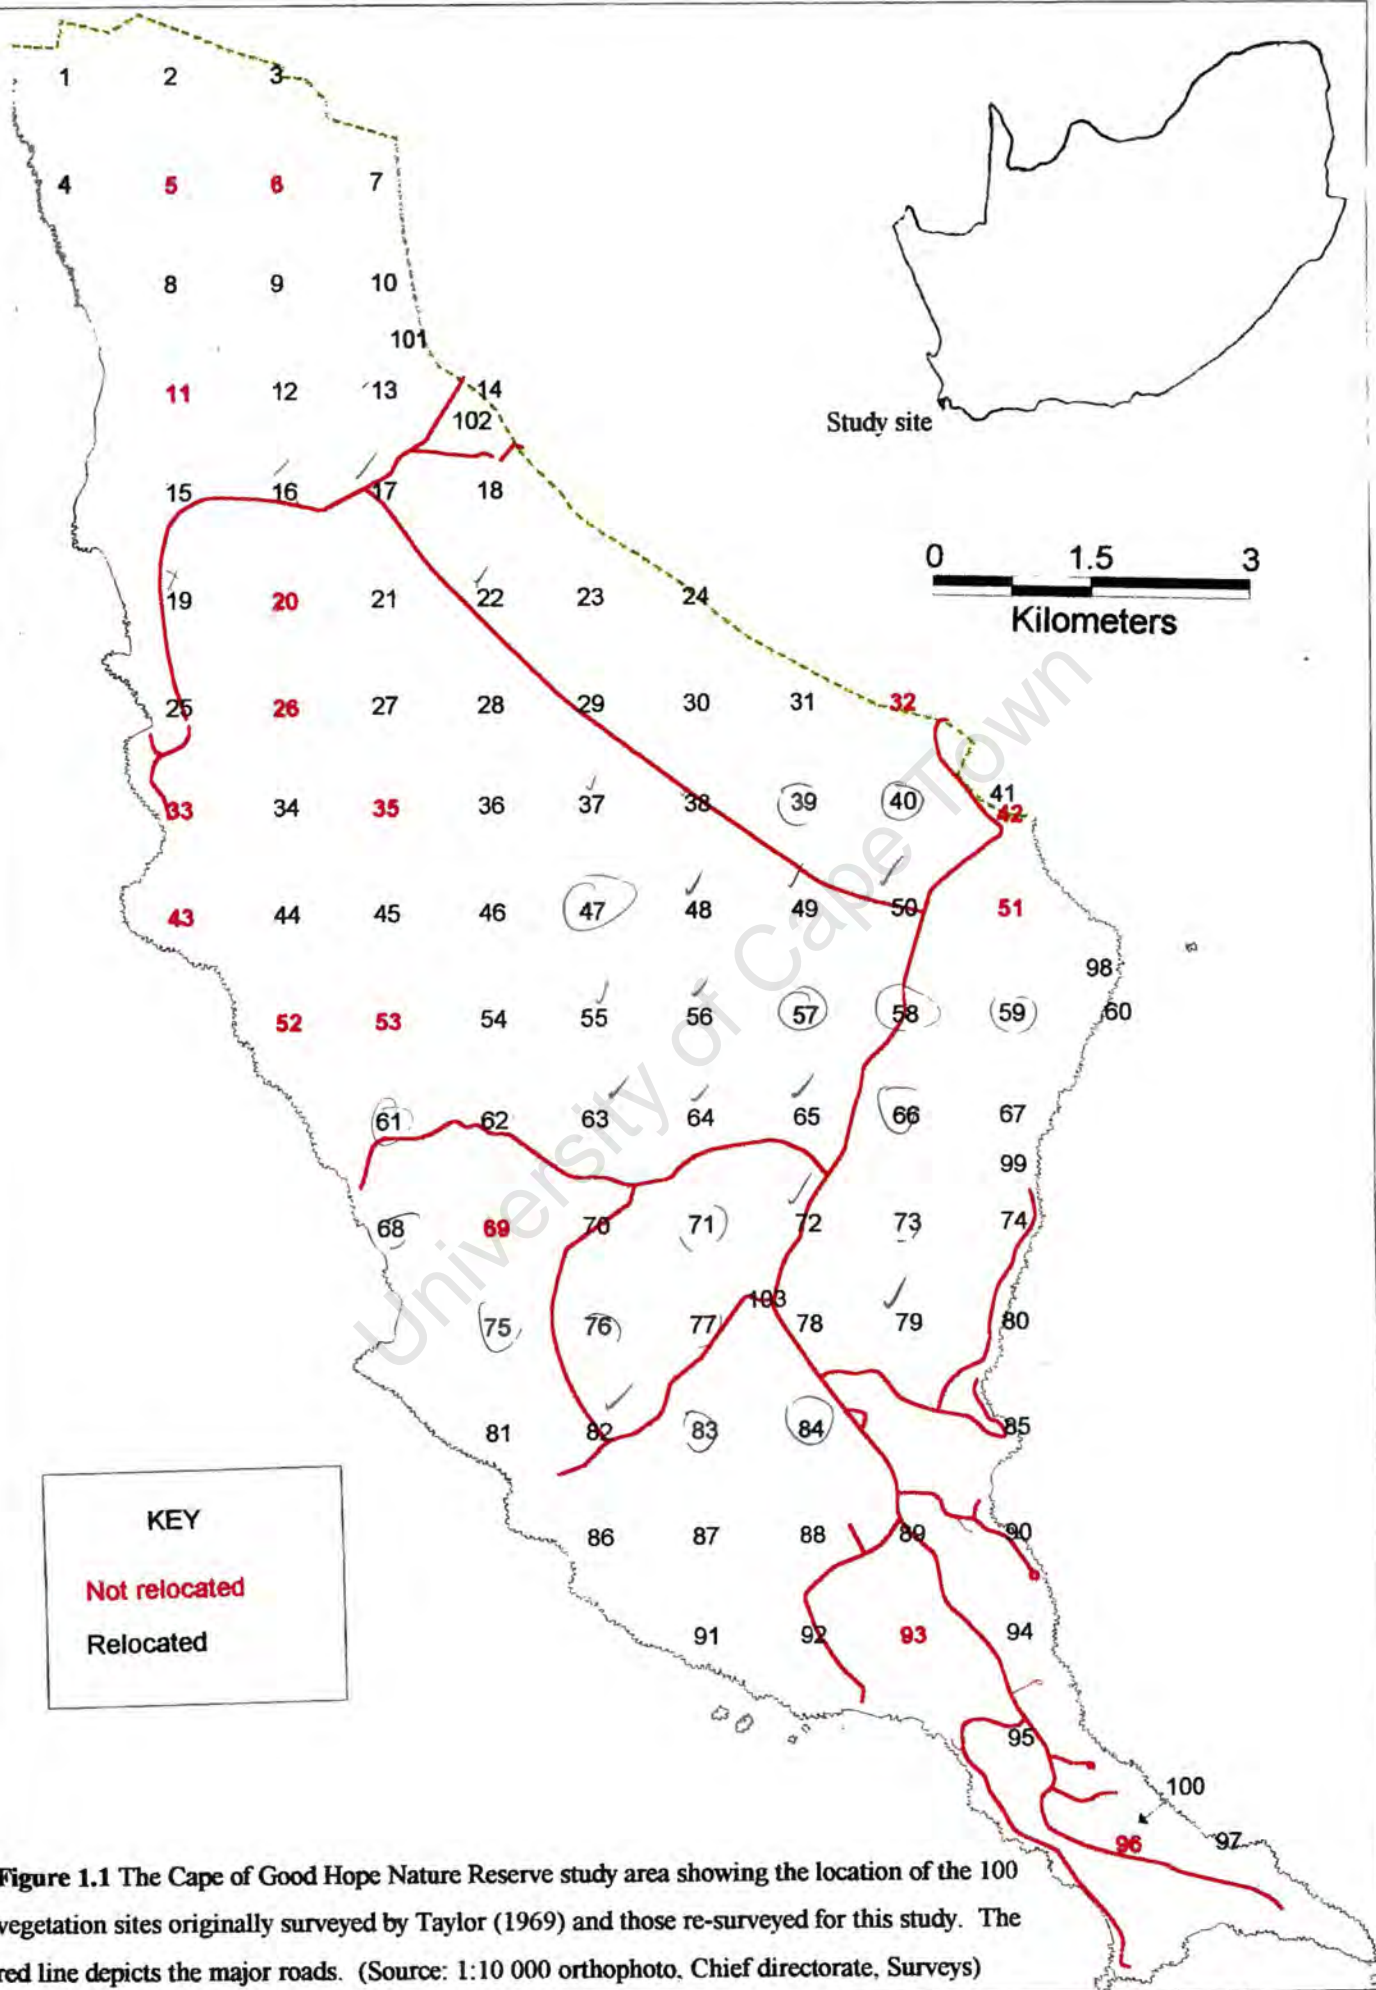 1 2 3
4 5 6 7
8 9 10
101
11 12 13 14
102
Study site
15 16 17 18
0 1.5 3
Kilometers
19 20 21 22 23 24
25 26 27 28 29 30 31 32
33 34 35 36 37 38 39 40 41
42
43 44 45 46 47 48 49 50 51
98
52 53 54 55 56 57 58 59 60
61 62 63 64 65 66 67
99
68 69 70 71 72 73 74
103
75 76 77 78 79 80
81 82 83 84 85
KEY
Not relocated
Relocated
86 87 88 89 90
91 92 93 94
95
100
96 97
University of Cape Town
Figure 1.1 The Cape of Good Hope Nature Reserve study area showing the location of the 100
vegetation sites originally surveyed by Taylor (1969) and those re-surveyed for this study. The
red line depicts the major roads. (Source: 1:10 000 orthophoto, Chief directorate, Surveys)